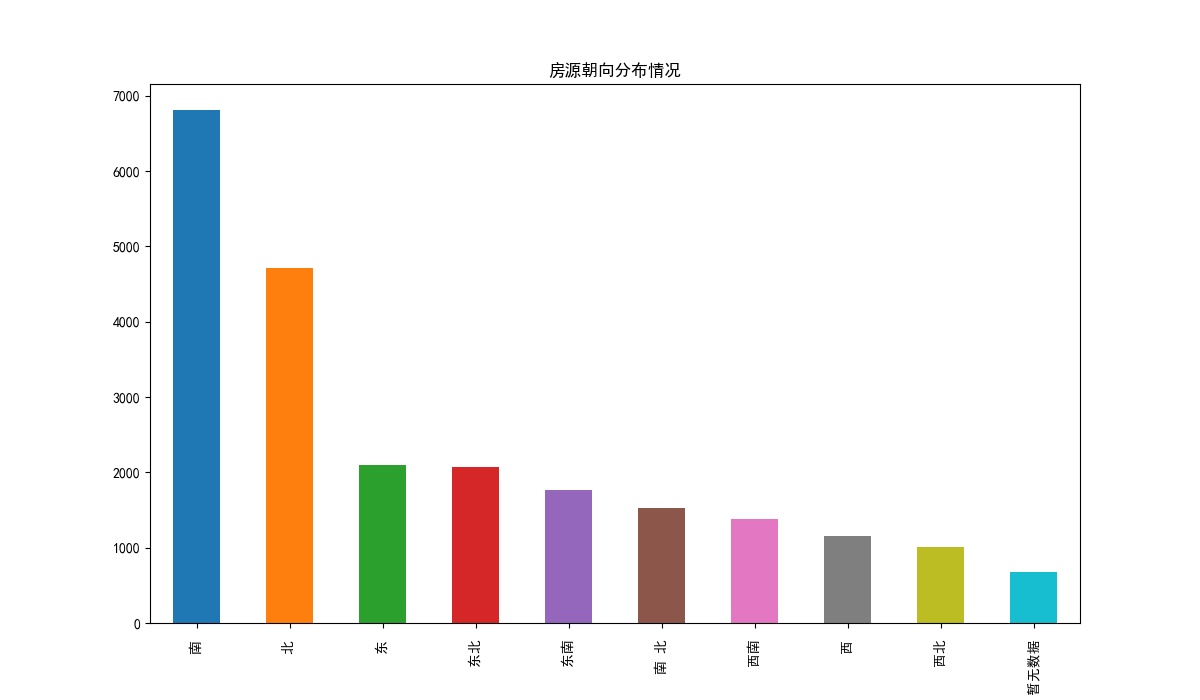 房源朝向分布情况
7000
6000
5000
4000
3000
2000
1000
0
南
北
东
东北
东南
南 北
西南
西
西北
暂无数据